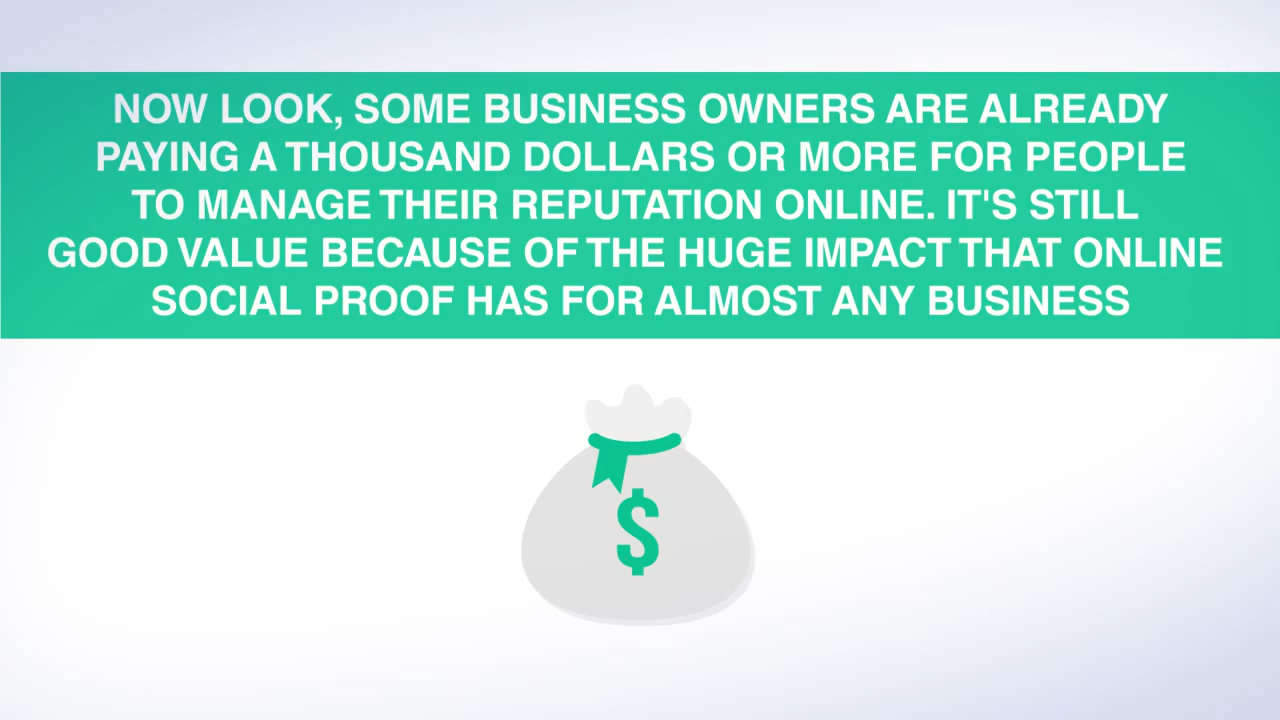 NOW LOOK, SOME BUSINESS OWNERS ARE ALREADY
PAYING A THOUSAND DOLLARS OR MORE FOR PEOPLE
TO MANAGE THEIR REPUTATION ONLINE. IT'S STILL
GOOD VALUE BECAUSE OF THE HUGE IMPACT THAT ONLINE
SOCIAL PROOF HAS FOR ALMOST ANY BUSINESS
$